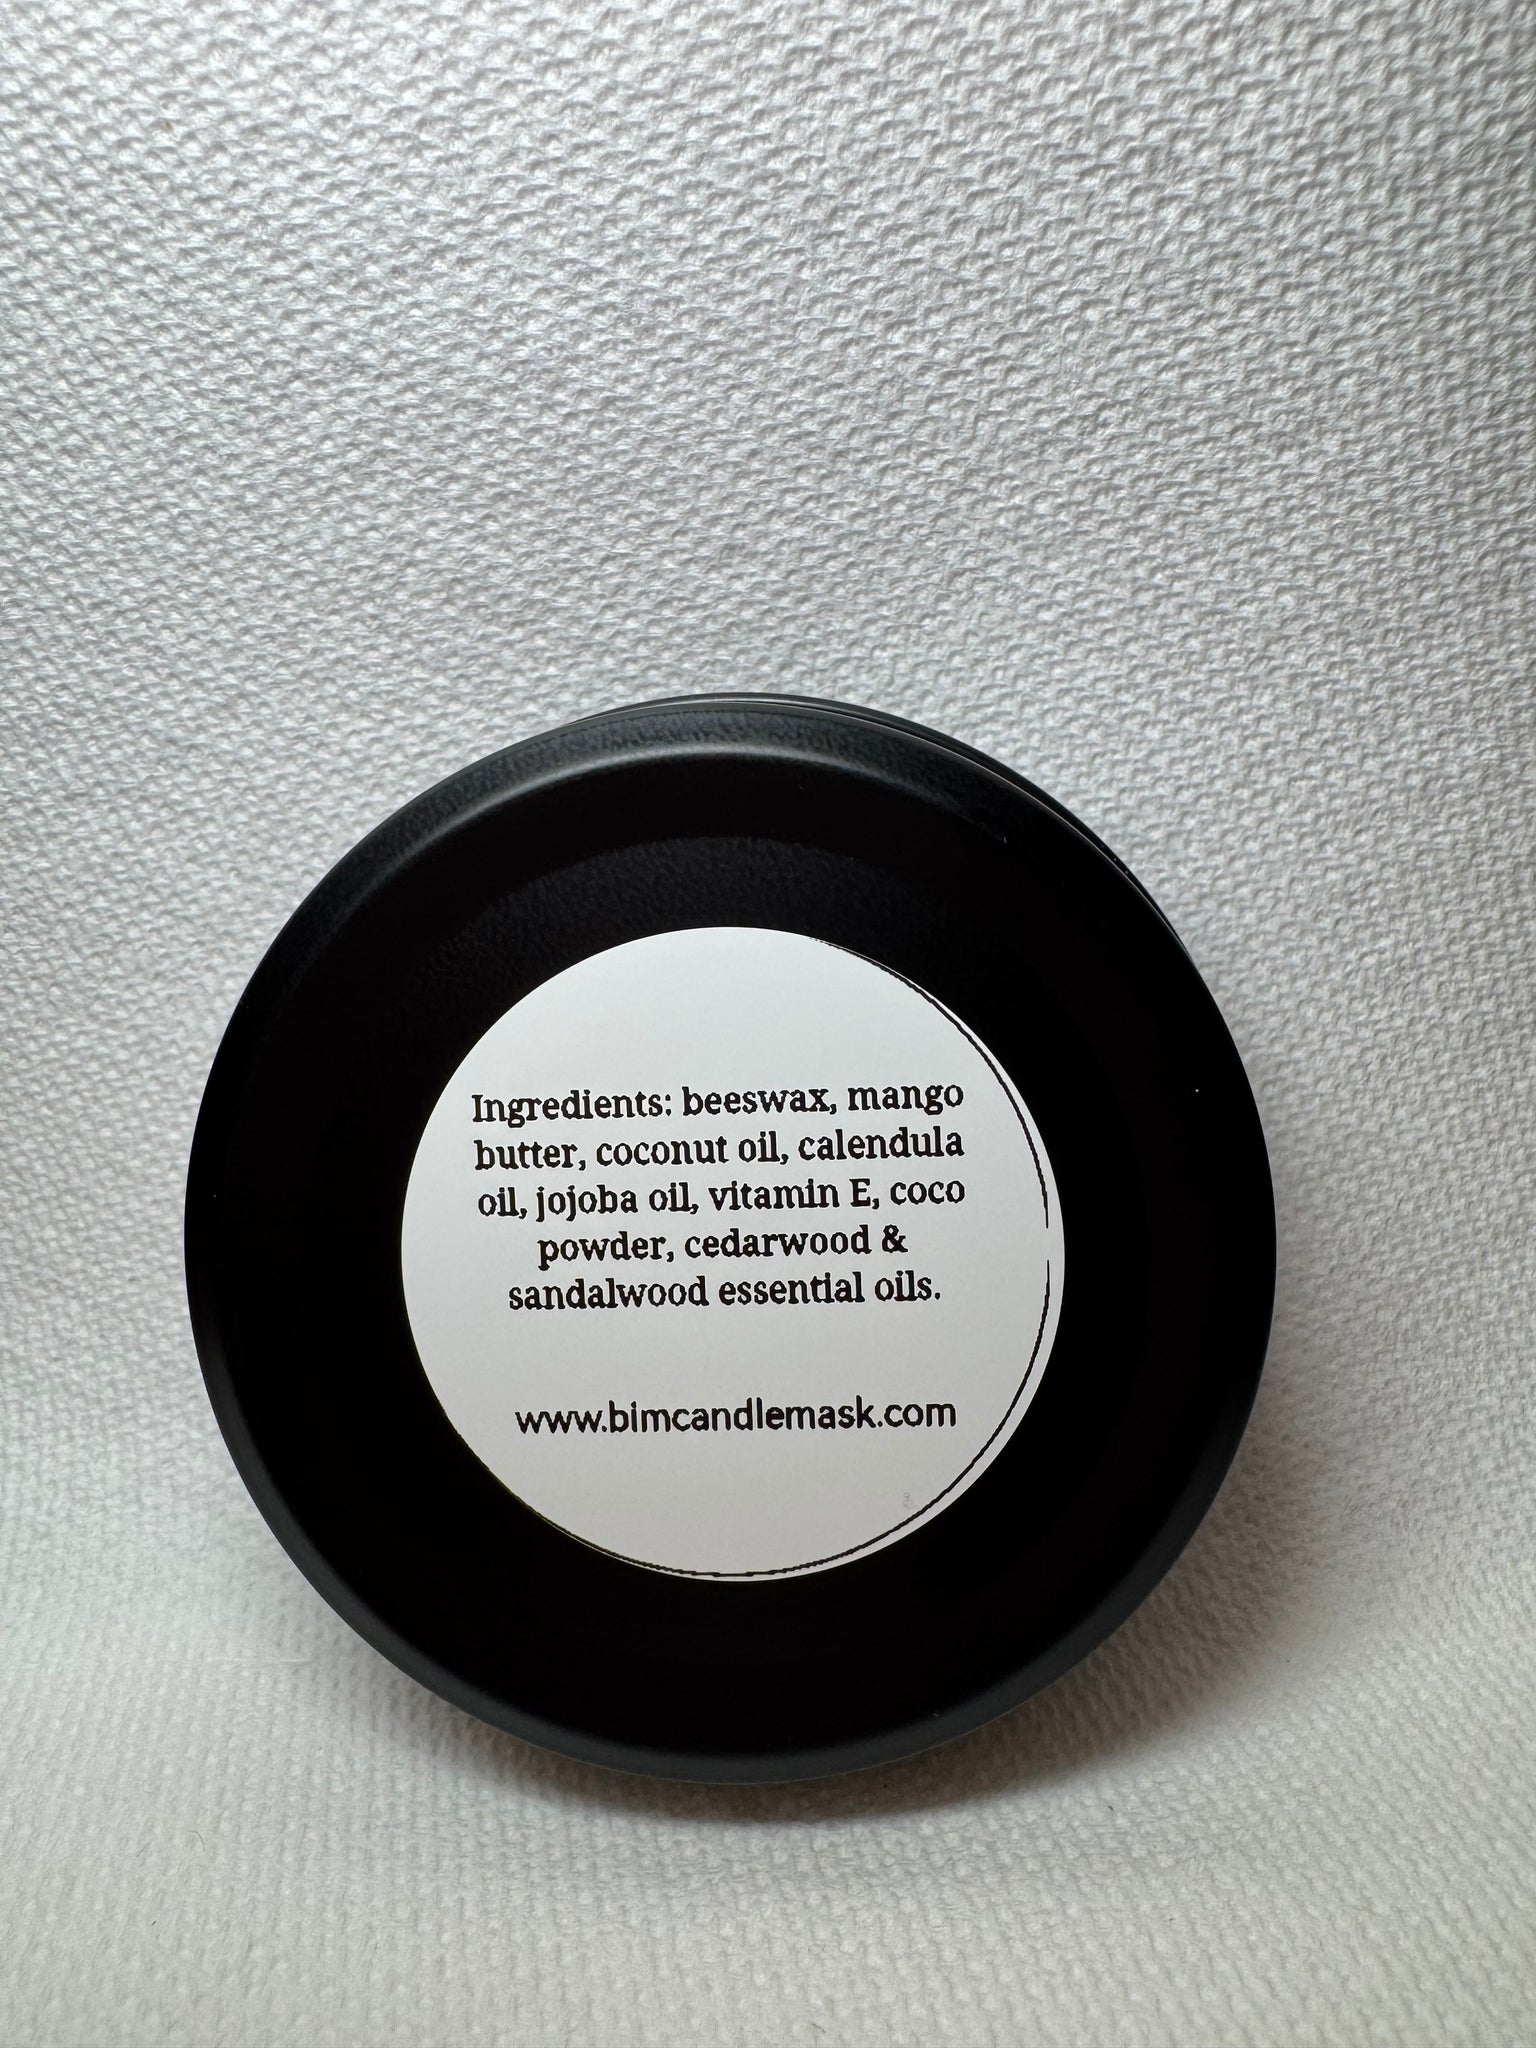 Ingredients: beeswax, mango
butter, coconut oil, calendula
oil, jojoba oil, vitamin E, coco
powder, cedarwood &
sandalwood essential oils.
www.bimcandlemask.com